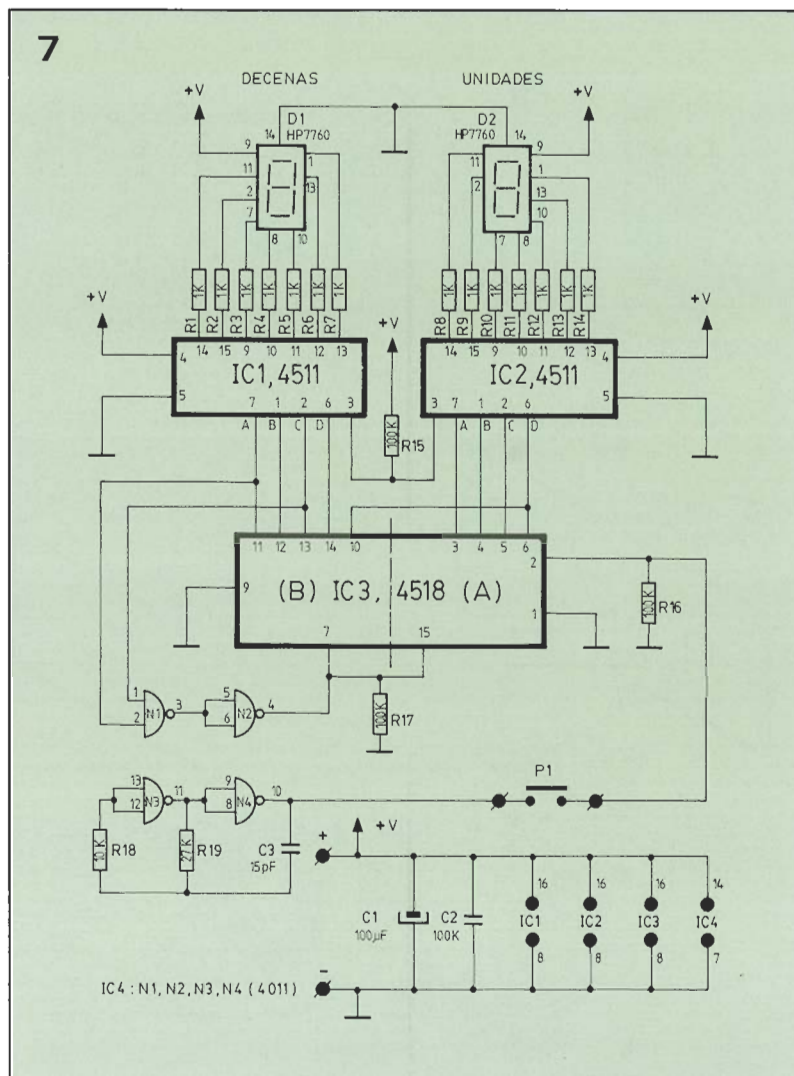 7
DECENAS UNIDADES
+V +V
D1 D2
HP7760 HP7760
14 14
9 1 9
11 13 11 1
2 2 13
7 10
8 10 7 8
1K 1K 1K 1K 1K 1K 1K 1K 1K 1K 1K 1K 1K 1K
+V +V +V
R1 R2 R3 R4 R5 R6 R7 R8 R9 R10 R11 R12 R13 R14
14 15 9 10 11 12 13 14 15 9 10 11 12 13
4 IC1, 4511 IC2, 4511 4
5 5
7 1 2 6 3 3 7 1 2 6
A B C D A B C D
100K R15
11 12 13 14 10 3 4 5 6
2
9 (B) IC3, 4518 (A)
1
100K R16
7 15
1 2 N1 3 5 6 N2 4
100K R17
P1
13 12 N3 11 9 8 N4 10
10K R18 27K R19
C3
15pF
+ +V
16 16 16 14
C1 C2 IC1 IC2 IC3 IC4
100µF 100K
8 8 8 7
-
IC4 : N1, N2, N3, N4 (4011)